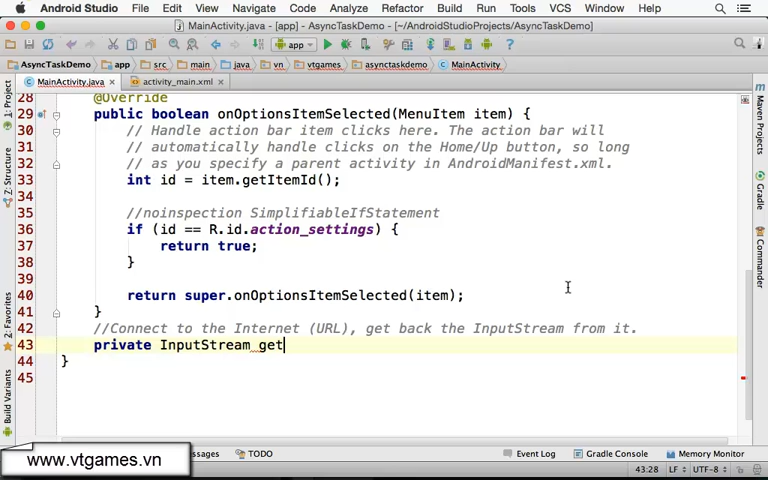 Android Studio File Edit View Navigate Code Analyze Refactor Build Run Tools VCS Window Help
MainActivity.java - [app] - AsyncTaskDemo - [~/AndroidStudioProjects/AsyncTaskDemo]
app
AsyncTaskDemo app src main java vn vtgames asynctaskdemo MainActivity
MainActivity.java activity_main.xml
28 @Override
29 public boolean onOptionsItemSelected(MenuItem item) {
30 // Handle action bar item clicks here. The action bar will
31 // automatically handle clicks on the Home/Up button, so long
32 // as you specify a parent activity in AndroidManifest.xml.
33 int id = item.getItemId();
34
35 //noinspection SimplifiableIfStatement
36 if (id == R.id.action_settings) {
37 return true;
38 }
39
40 return super.onOptionsItemSelected(item);
41 }
42 //Connect to the Internet (URL), get back the InputStream from it.
43 private InputStream get
44 }
45
1: Project
Z: Structure
2: Favorites
Build Variants
Maven Projects
Gradle
Commander
ssages TODO Event Log Gradle Console Memory Monitor
43:28 LF UTF-8
www.vtgames.vn